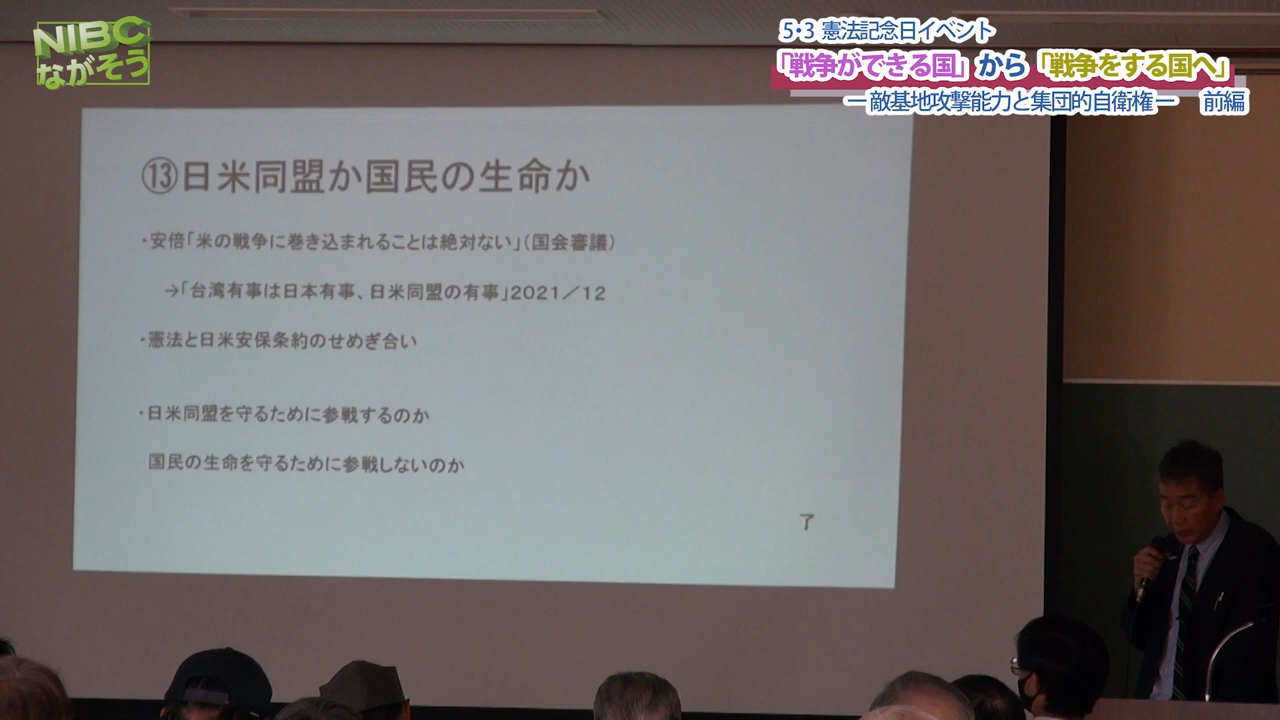 NIBC
ながそう
5・3 憲法記念日イベント
「戦争ができる国」から「戦争をする国へ」
ー敵基地攻撃能力と集団的自衛権ー 前編
⑬日米同盟か国民の生命か
・安倍「米の戦争に巻き込まれることは絶対ない」(国会審議)
→「台湾有事は日本有事、日米同盟の有事」2021/12
・憲法と日米安保条約のせめぎ合い
・日米同盟を守るために参戦するのか
国民の生命を守るために参戦しないのか
了